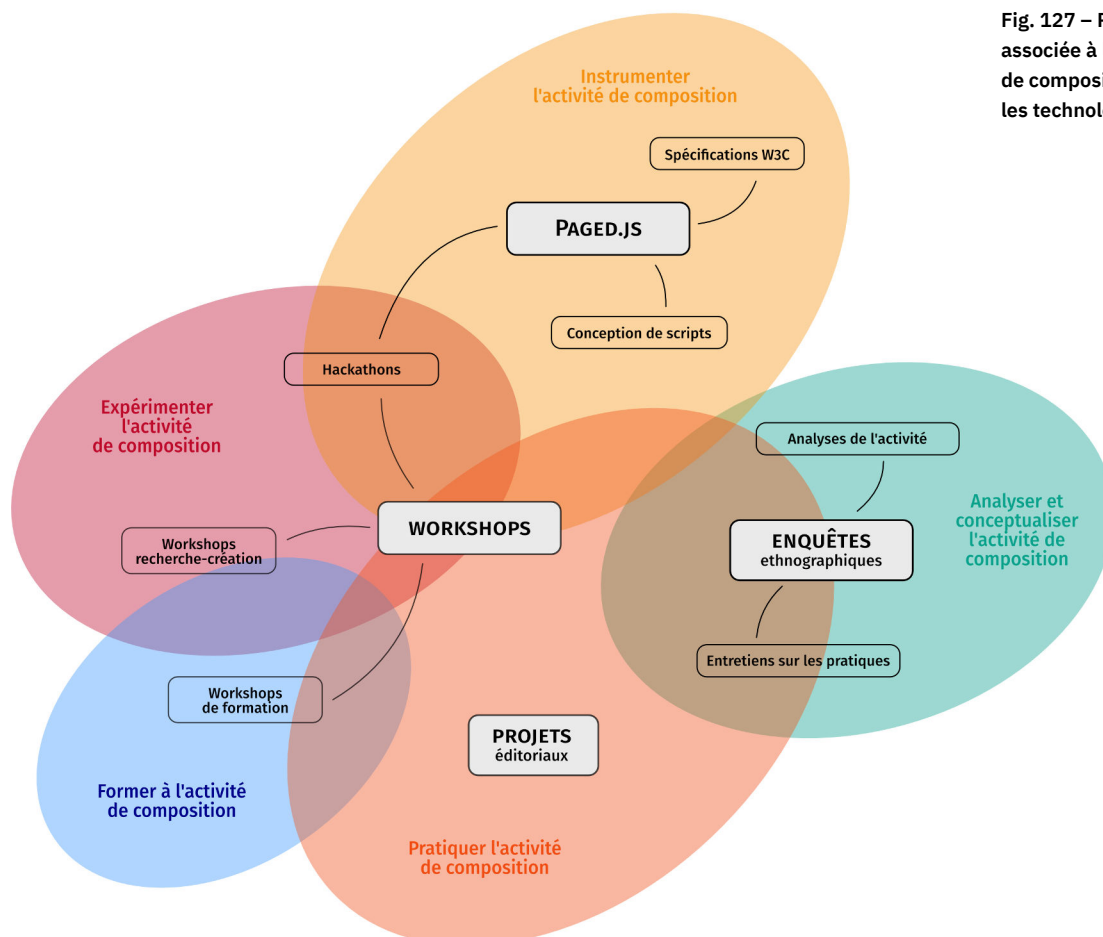 Fig. 127 –
associée à
de
les
Instrumenter
l'activité de composition
Spécifications W3C
PAGED.JS
Conception de scripts
Hackathons
Expérimenter
l'activité
de composition
Analyses de l'activité
Analyser et
conceptualiser
l'activité de
composition
WORKSHOPS
ENQUÊTES
ethnographiques
Workshops
recherche-création
Entretiens sur les pratiques
Workshops
de formation
PROJETS
éditoriaux
Former à l'activité
de composition
Pratiquer l'activité
de composition